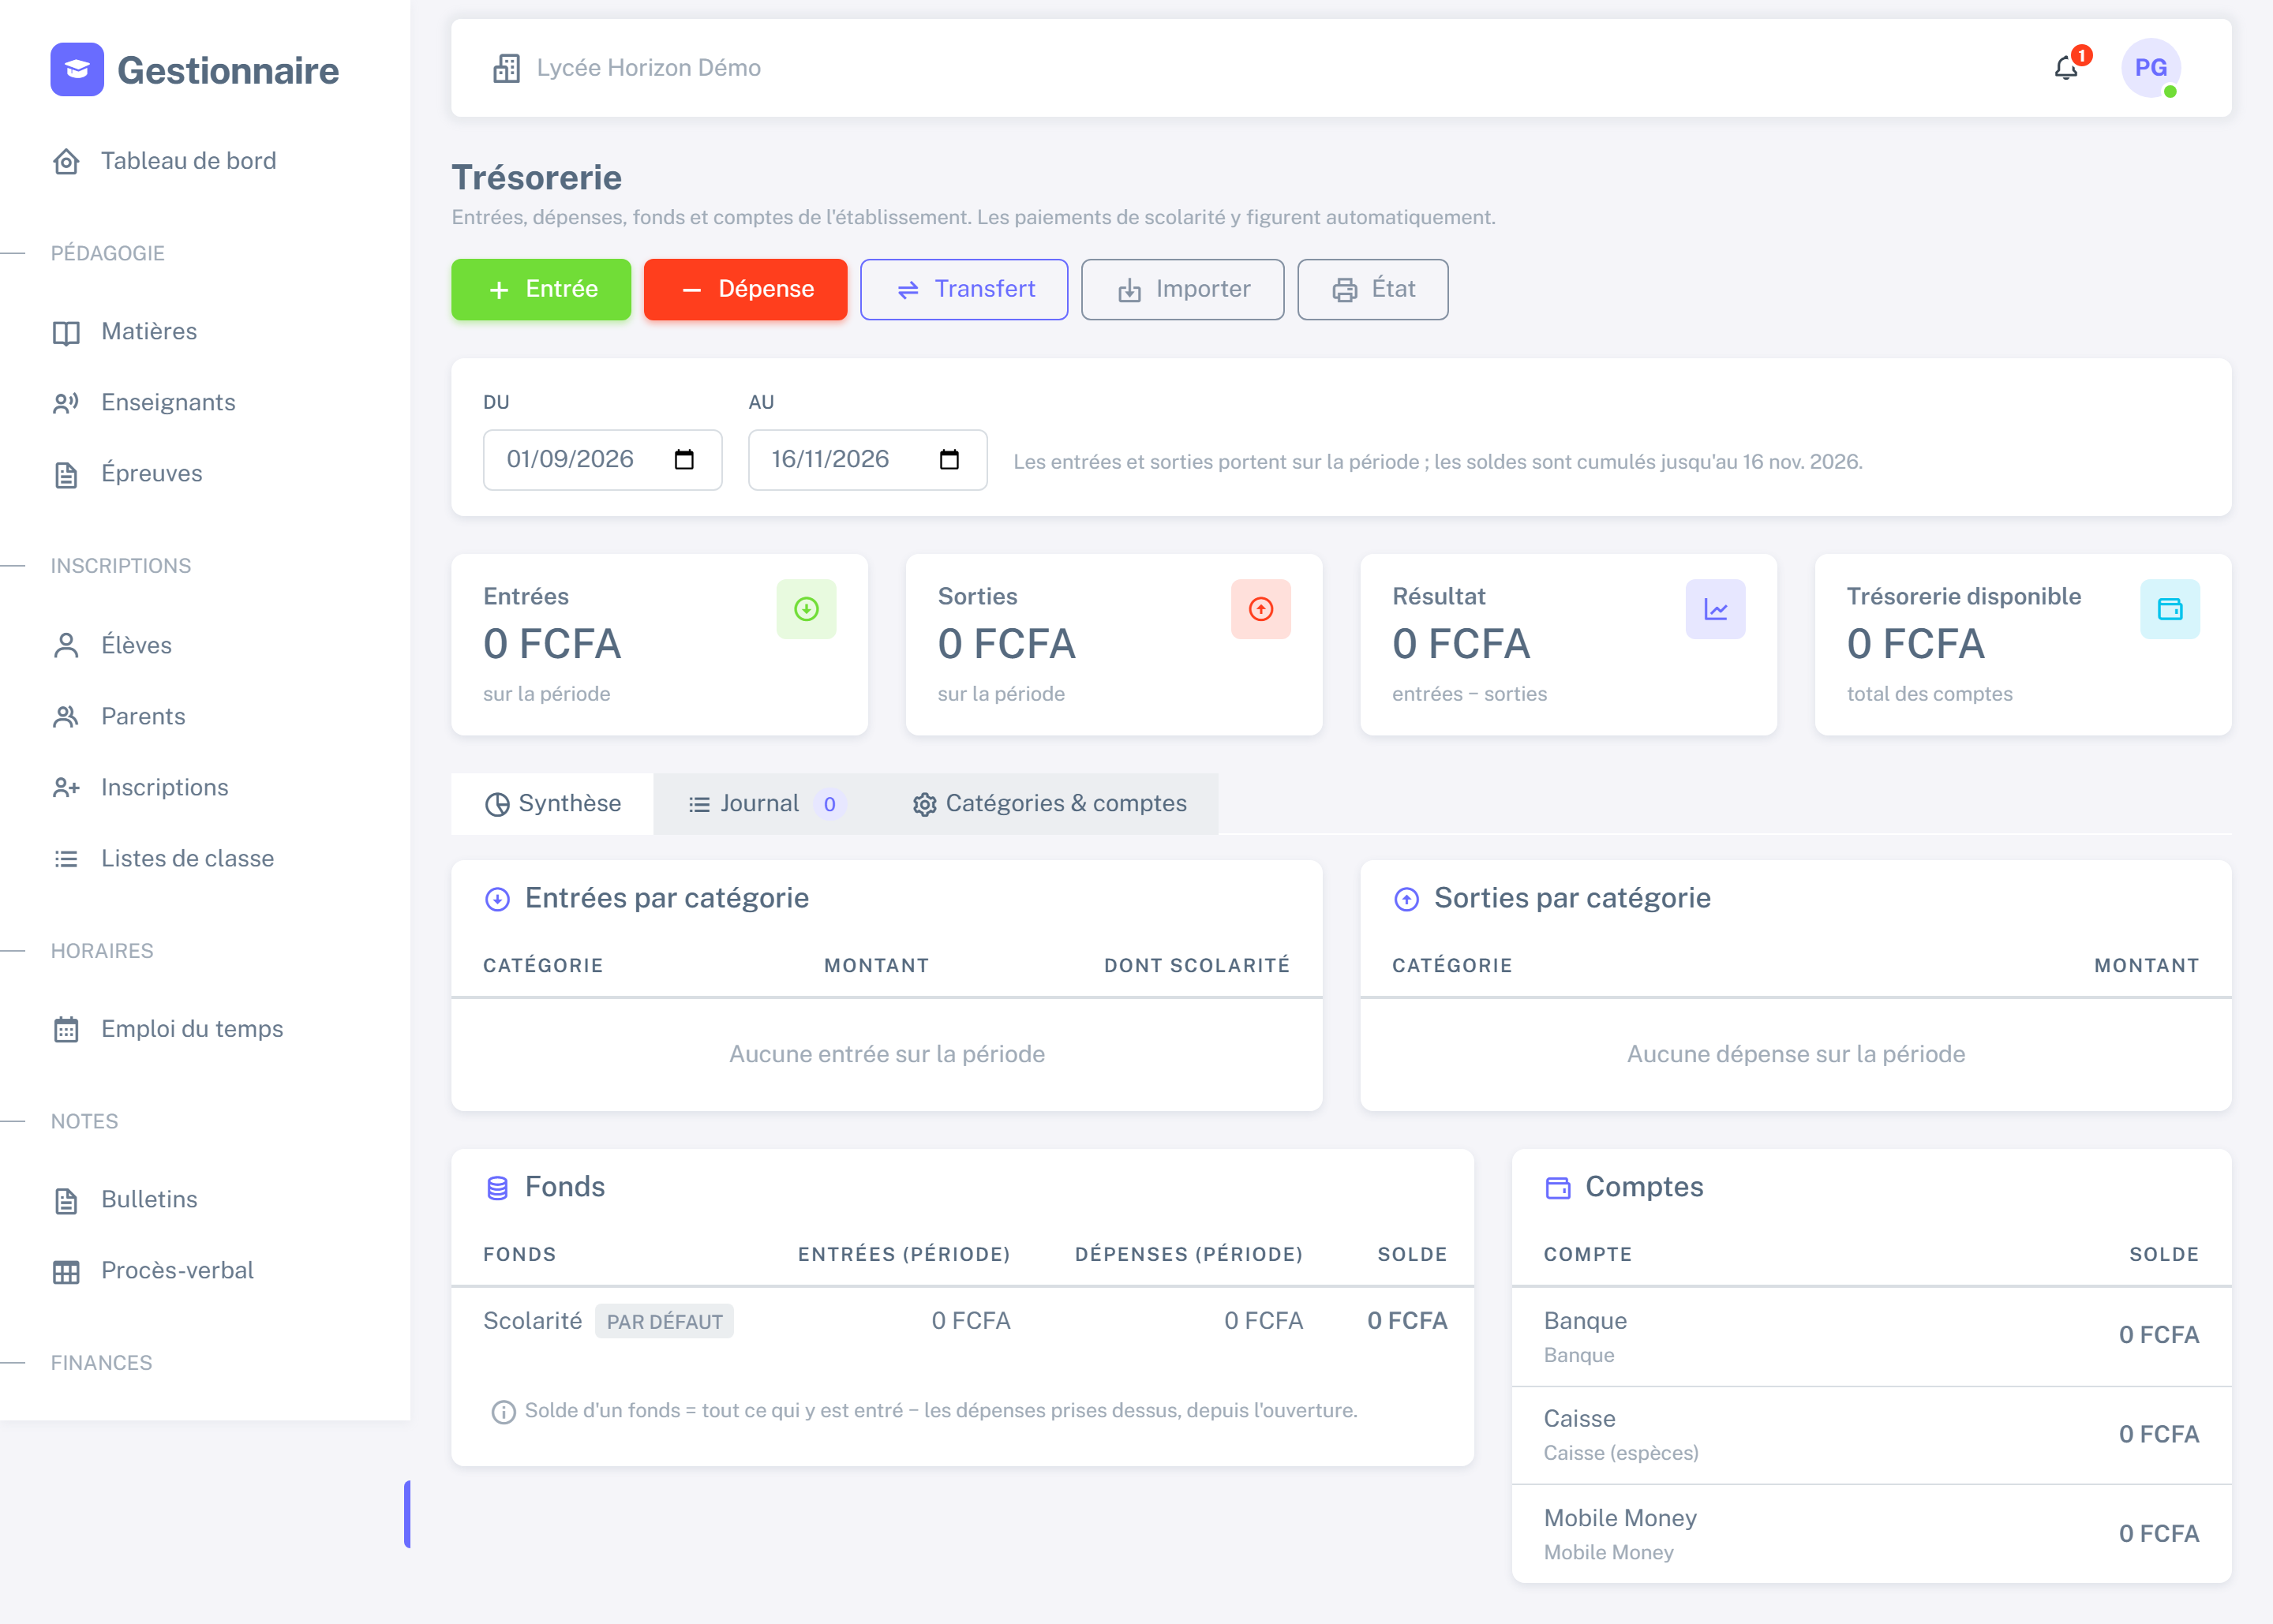 Gestionnaire
Tableau de bord
PÉDAGOGIE
Matières
Enseignants
Épreuves
INSCRIPTIONS
Élèves
Parents
Inscriptions
Listes de classe
HORAIRES
Emploi du temps
NOTES
Bulletins
Procès-verbal
FINANCES
Lycée Horizon Démo
1
PG
Trésorerie
Entrées, dépenses, fonds et comptes de l'établissement. Les paiements de scolarité y figurent automatiquement.
+ Entrée
− Dépense
Transfert
Importer
État
DU
AU
01/09/2026
16/11/2026
Les entrées et sorties portent sur la période ; les soldes sont cumulés jusqu'au 16 nov. 2026.
Entrées
0 FCFA
sur la période
Sorties
0 FCFA
sur la période
Résultat
0 FCFA
entrées − sorties
Trésorerie disponible
0 FCFA
total des comptes
Synthèse
Journal 0
Catégories & comptes
Entrées par catégorie
CATÉGORIE MONTANT DONT SCOLARITÉ
Aucune entrée sur la période
Sorties par catégorie
CATÉGORIE MONTANT
Aucune dépense sur la période
Fonds
FONDS ENTRÉES (PÉRIODE) DÉPENSES (PÉRIODE) SOLDE
Scolarité PAR DÉFAUT 0 FCFA 0 FCFA 0 FCFA
Solde d'un fonds = tout ce qui y est entré − les dépenses prises dessus, depuis l'ouverture.
Comptes
COMPTE SOLDE
Banque
Banque
0 FCFA
Caisse
Caisse (espèces)
0 FCFA
Mobile Money
Mobile Money
0 FCFA